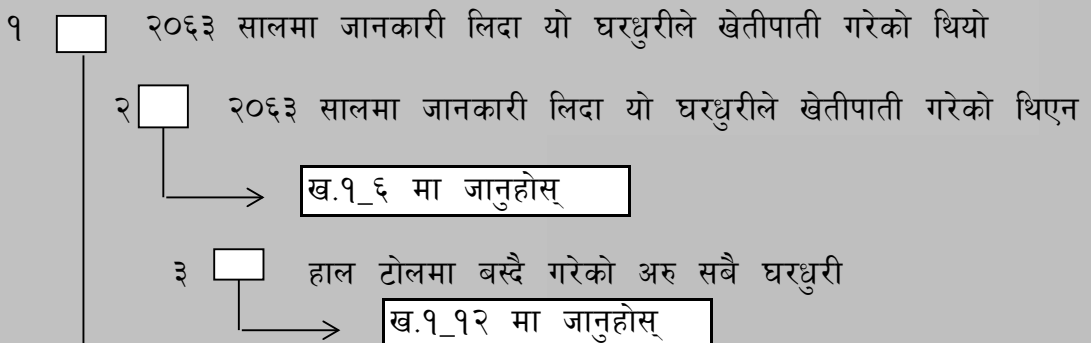 १ २०६३ सालमा जानकारी लिदा यो घरधुरीले खेतीपाती गरेको थियो
२ २०६३ सालमा जानकारी लिदा यो घरधुरीले खेतीपाती गरेको थिएन
ख.१_६ मा जानुहोस्
३ हाल टोलमा बस्दै गरेको अरु सबै घरधुरी
ख.१_१२ मा जानुहोस्